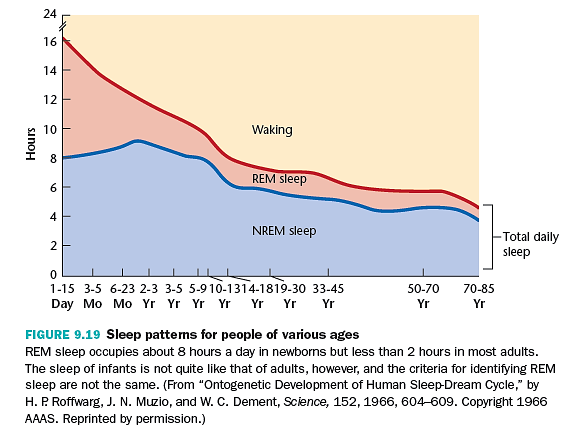 24
16
14
12
10
8
6
4
2
0
Hours
Waking
REM sleep
NREM sleep
Total daily
sleep
1-15 3-5 6-23 2-3 3-5 5-9 10-13 14-18 19-30 33-45 50-70 70-85
Day Mo Mo Yr Yr Yr Yr Yr Yr Yr Yr Yr
FIGURE 9.19 Sleep patterns for people of various ages
REM sleep occupies about 8 hours a day in newborns but less than 2 hours in most adults.
The sleep of infants is not quite like that of adults, however, and the criteria for identifying REM
sleep are not the same. (From “Ontogenetic Development of Human Sleep-Dream Cycle,” by
H. P. Roffwarg, J. N. Muzio, and W. C. Dement, Science, 152, 1966, 604–609. Copyright 1966
AAAS. Reprinted by permission.)